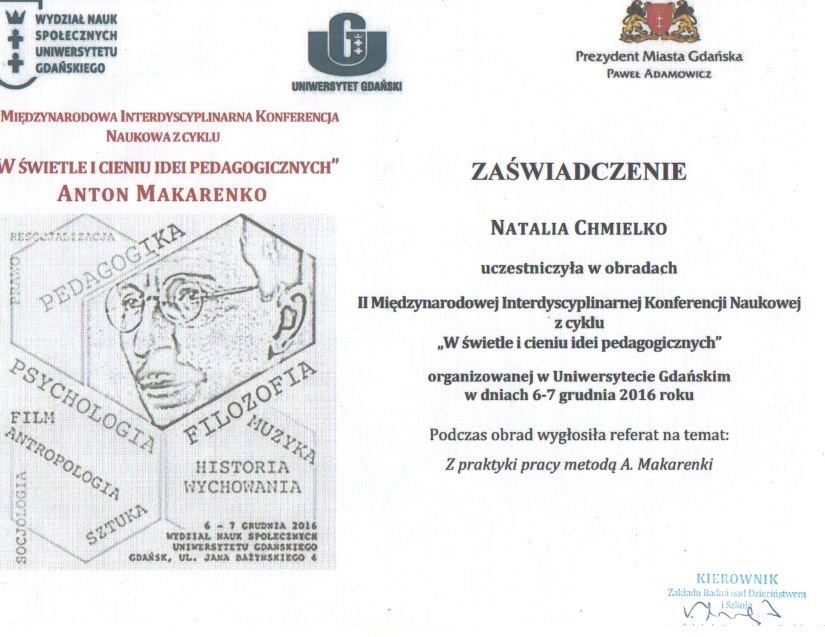 WYDZIAŁ NAUK
SPOŁECZNYCH
UNIWERSYTETU
GDAŃSKIEGO
UNIWERSYTET GDAŃSKI
Prezydent Miasta Gdańska
PAWEŁ ADAMOWICZ
MIĘDZYNARODOWA INTERDYSCYPLINARNA KONFERENCJA
NAUKOWA Z CYKLU
W ŚWIETLE I CIENIU IDEI PEDAGOGICZNYCH”
ANTON MAKARENKO
RESOCJALIZACJA
PRAWO
PEDAGOGIKA
PSYCHOLOGIA
FILOZOFIA
FILM
MUZYKA
ANTROPOLOGIA
HISTORIA
WYCHOWANIA
SOCJOLOGIA
SZTUKA
6 – 7 GRUDNIA 2016
WYDZIAŁ NAUK SPOŁECZNYCH
UNIWERSYTETU GDAŃSKIEGO
GDAŃSK, UL. JANA BAŻYŃSKIEGO 4
ZAŚWIADCZENIE
NATALIA CHMIELKO
uczestniczyła w obradach
II Międzynarodowej Interdyscyplinarnej Konferencji Naukowej
z cyklu
„W świetle i cieniu idei pedagogicznych”
organizowanej w Uniwersytecie Gdańskim
w dniach 6-7 grudnia 2016 roku
Podczas obrad wygłosiła referat na temat:
Z praktyki pracy metodą A. Makarenki
KIEROWNIK
Zakładu Badań nad Dzieciństwem
i Szkołą